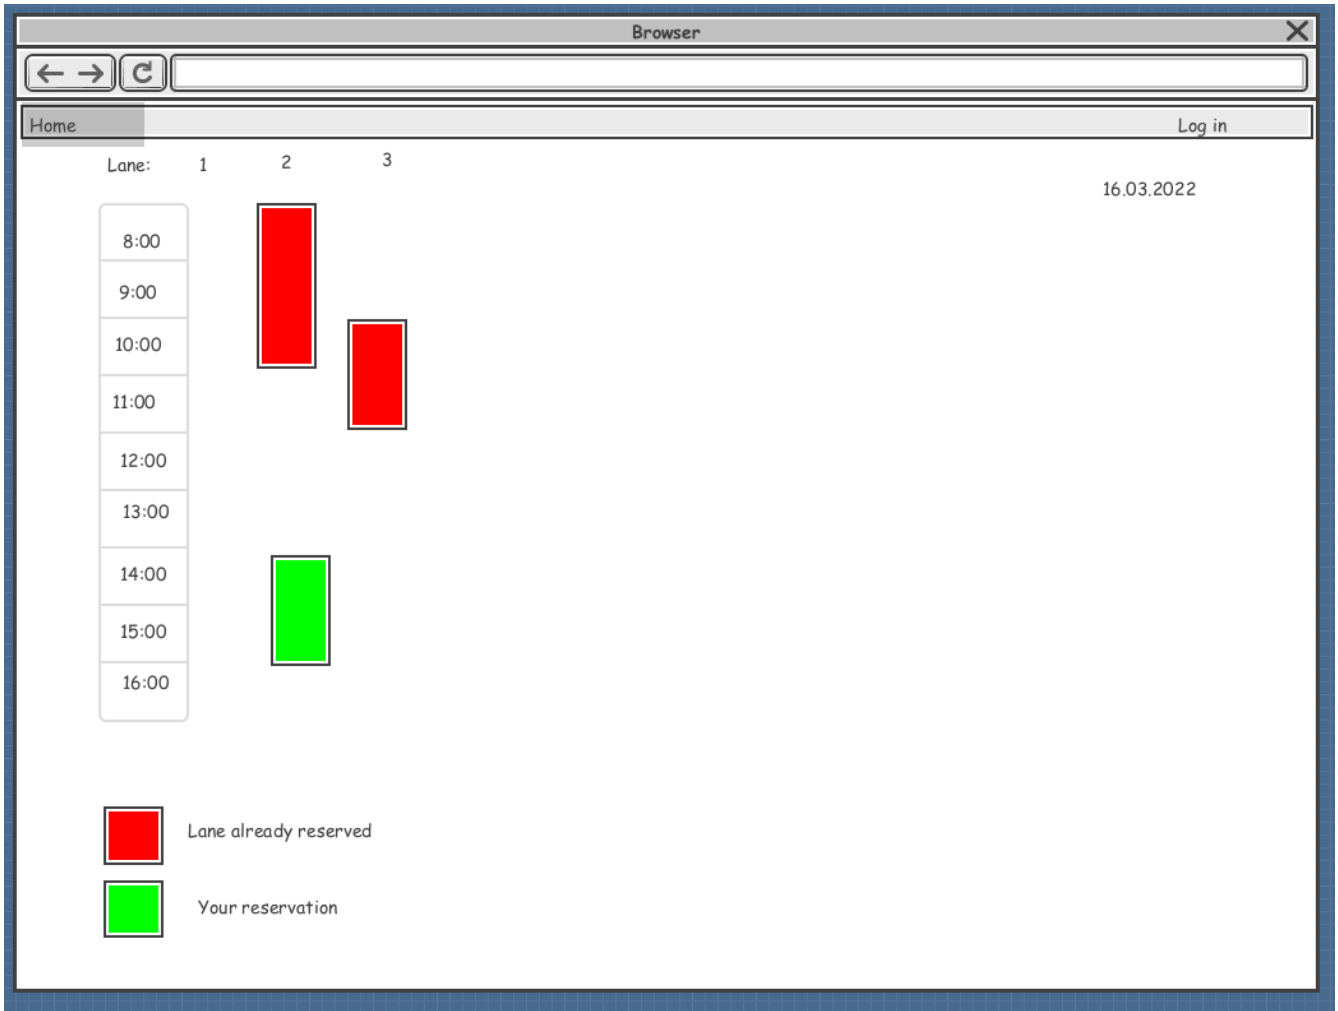 Browser
Home
Log in
Lane: 1 2 3
16.03.2022
8:00
9:00
10:00
11:00
12:00
13:00
14:00
15:00
16:00
Lane already reserved
Your reservation